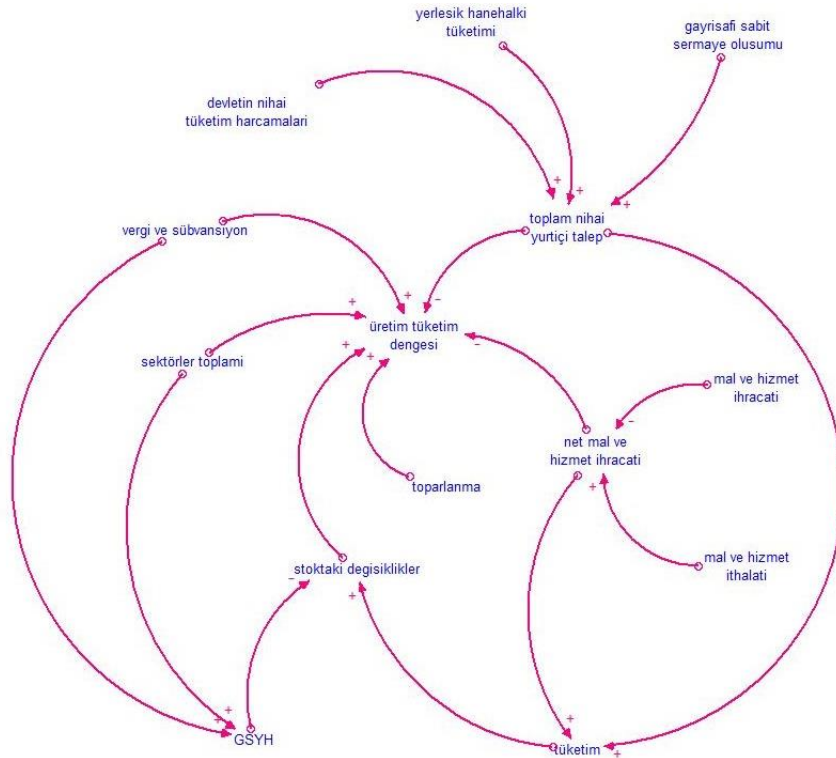 yerlesik hanehalki
tüketimi
gayrisafi sabit
sermaye olusumu
devletin nihai
tüketim harcamalari
+
+
+
toplam nihai
yurtiçi talep
vergi ve sübvansiyon
+
–
+
üretim tüketim
dengesi
+
+
–
sektörler toplami
mal ve hizmet
ihracati
–
net mal ve
hizmet ihracati
+
toparlanma
mal ve hizmet
ithalati
stoktaki degisiklikler
–
+
+
+
+
GSYH
tüketim
+